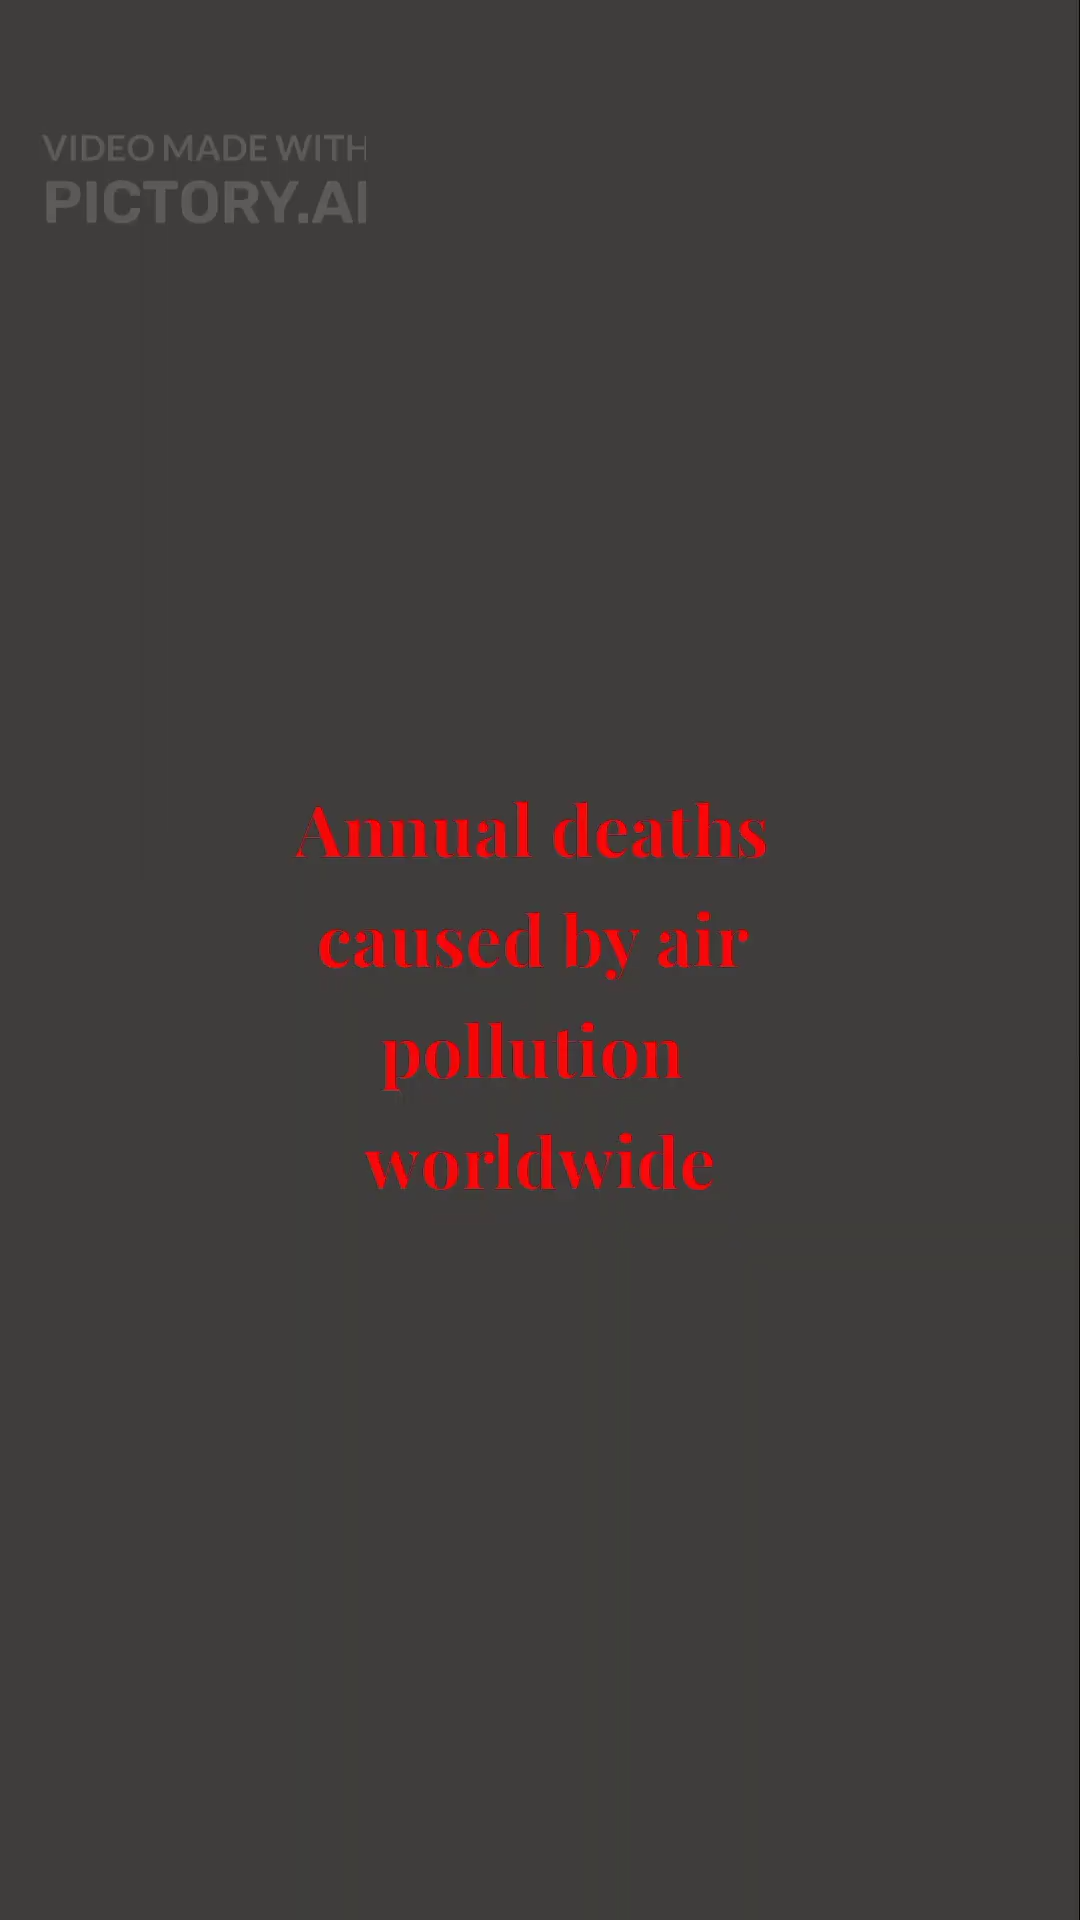 VIDEO MADE WITH
PICTORY.AI
Annual deaths
caused by air
pollution
worldwide